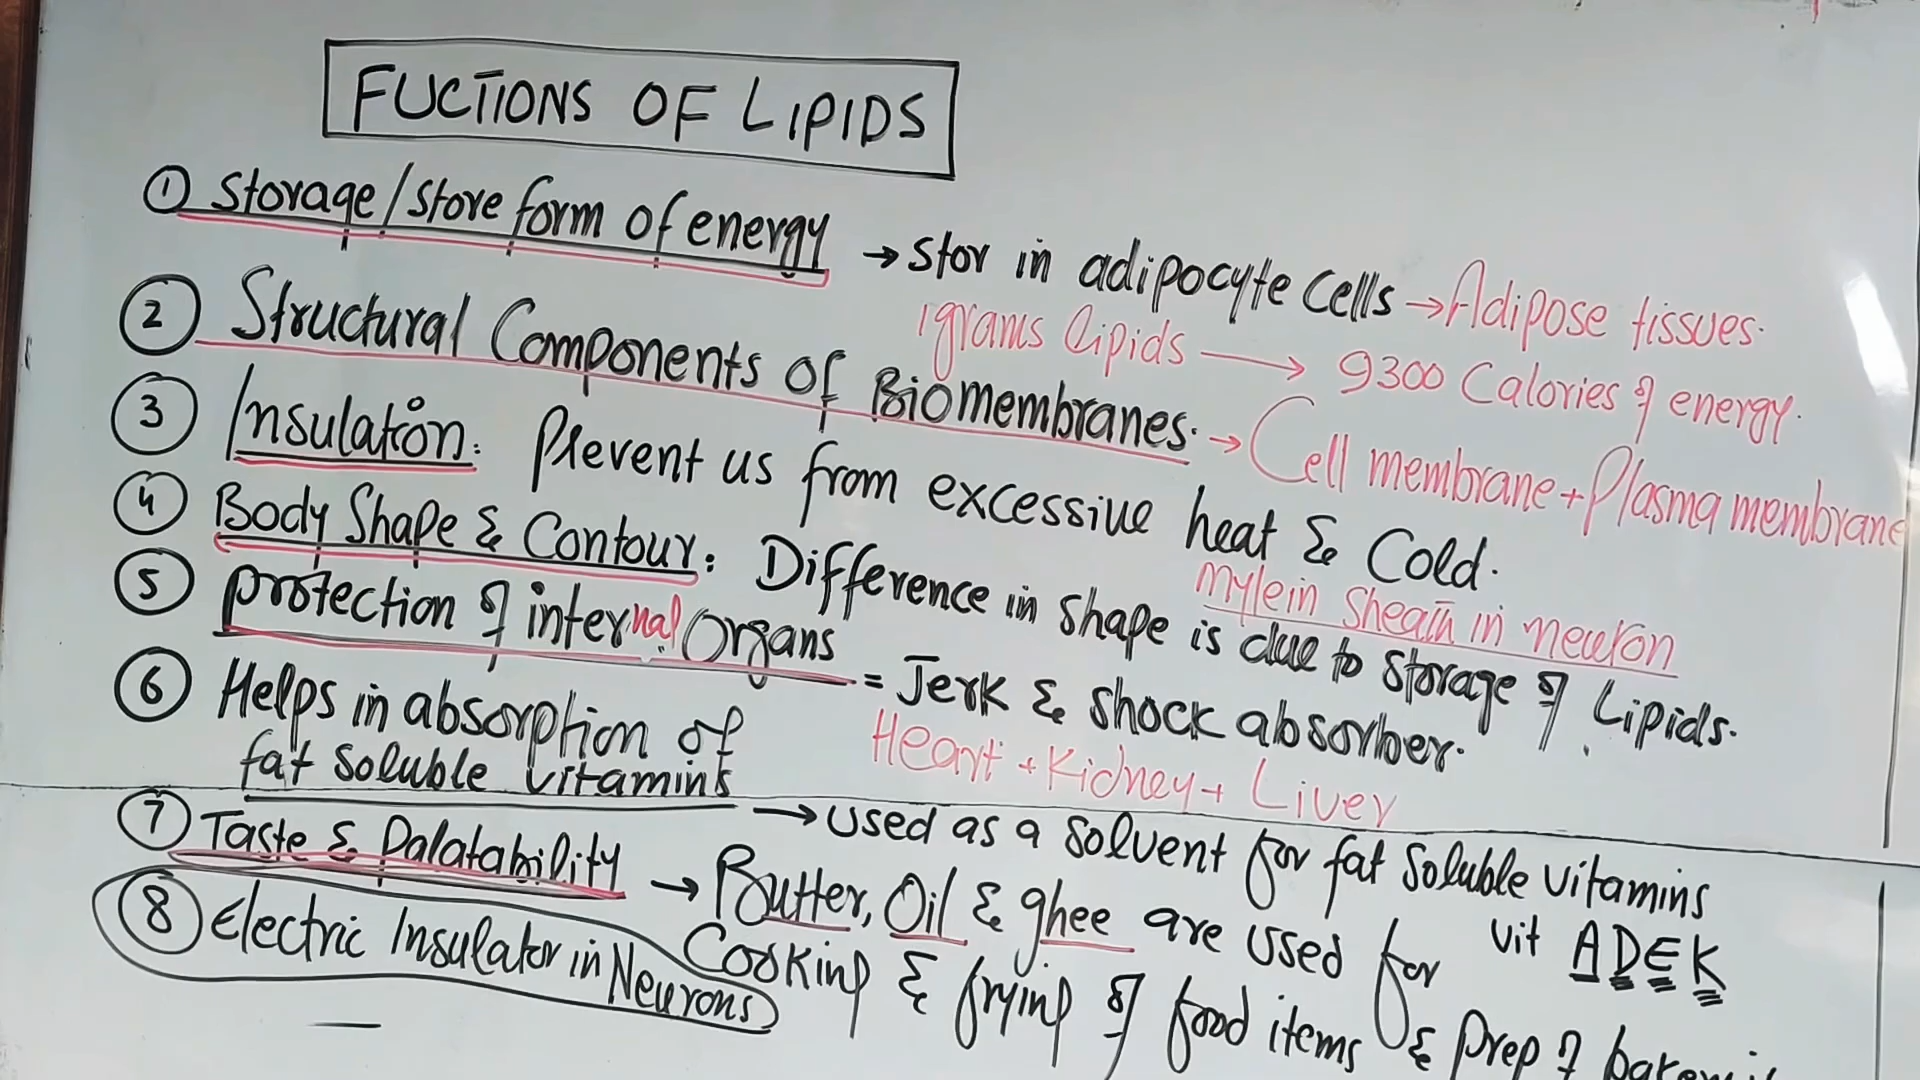 FUCTIONS OF LIPIDS
① Storage/Store form of energy → Stor in adipocyte Cells → Adipose tissues.
1grams lipids → 9300 Calories of energy.
② Structural Components of Biomembranes. → Cell membrane + Plasma membrane
③ Insulation: Prevent us from excessive heat & Cold.
Mylein Sheath in neuron
④ Body Shape & Contour: Difference in Shape is due to Storage of Lipids.
⑤ protection of internal Organs = Jerk & Shock absorber.
Heart + Kidney + Liver
⑥ Helps in absorption of
fat Soluble Vitamins → used as a Solvent for fat Soluble Vitamins
Vit ADEK
⑦ Taste & Palatability → Butter, Oil & ghee are used for
Cooking & frying of food items & prep of
⑧ Electric Insulator in Neurons